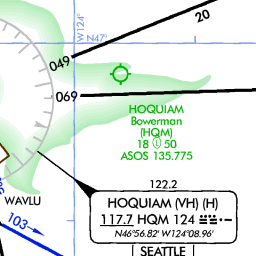 20
W124°
N47°
049
069
HOQUIAM
Bowerman
(HQM)
18 Ⓛ 50
ASOS 135.775
122.2
WAVLU
HOQUIAM (VH) (H)
117.7 HQM 124
N46°56.82' W124°08.96'
103
SEATTLE